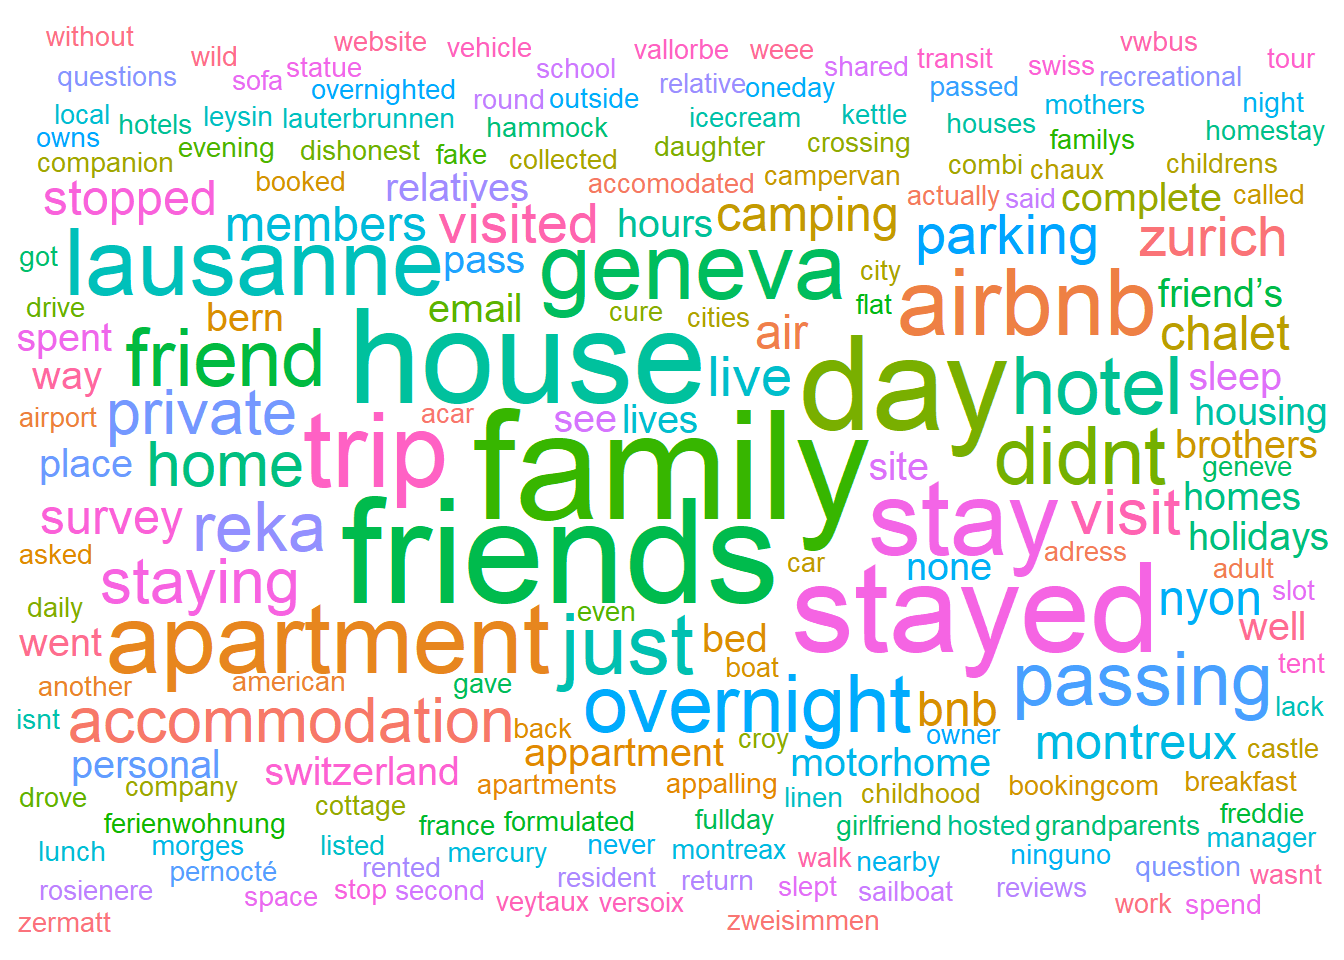 without wild website vehicle vallorbe weee transit vwbus tour
questions sofa statue school shared swiss recreational
overnighted round outside relative oneday passed mothers night
local hotels leysin lauterbrunnen hammock icecream kettle houses familys homestay
owns evening dishonest fake collected daughter crossing
companion booked relatives accomodated campervan combi chaux childrens
stopped members visited hours camping actually said complete called
lausanne pass geneva parking zurich
got city airbnb friend’s
drive bern email cure cities air flat chalet
spent friend house live day hotel sleep
way private acar see lives housing
airport trip family didnt brothers
place home site geneve
survey reka friends stay visit homes
holidays
asked staying car none adress adult
daily apartment even stayed nyon slot
went just bed well
another american gave boat passing tent
isnt accommodation back overnight bnb lack
personal switzerland appartment croy owner montreux castle
drove company cottage apartments appalling linen motorhome childhood bookingcom breakfast
ferienwohnung france formulated fullday girlfriend hosted grandparents freddie
lunch morges listed mercury never montreax walk nearby ninguno manager
pernocté rented resident return slept sailboat reviews question wasnt
rosienere space stop second veytaux versoix work spend
zermatt zweisimmen